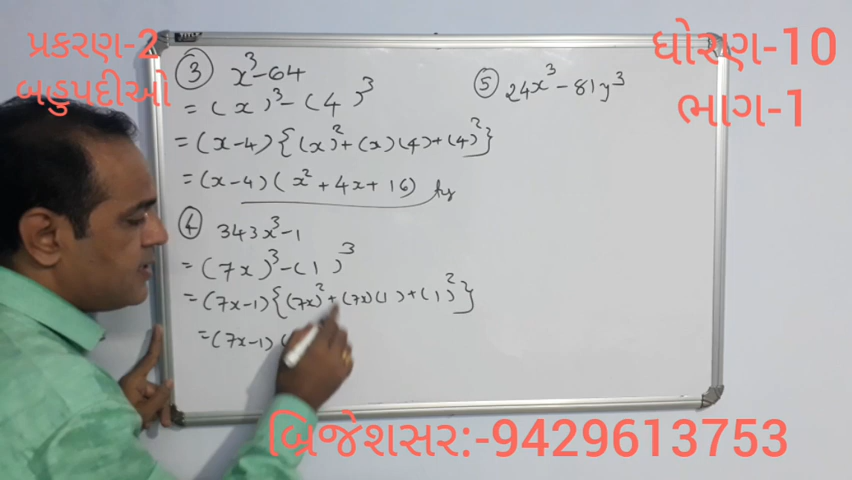 પ્રકરણ-2
બહુપદીઓ
ધોરણ-10
ભાગ-1
③ x³-64
= (x)³-(4)³
= (x-4){(x)²+(x)(4)+(4)²}
= (x-4)(x²+4x+16)
④ 343x³-1
= (7x)³-(1)³
= (7x-1){(7x)²+(7x)(1)+(1)²}
= (7x-1)(
⑤ 24x³-81y³
બ્રિજેશસર:-9429613753